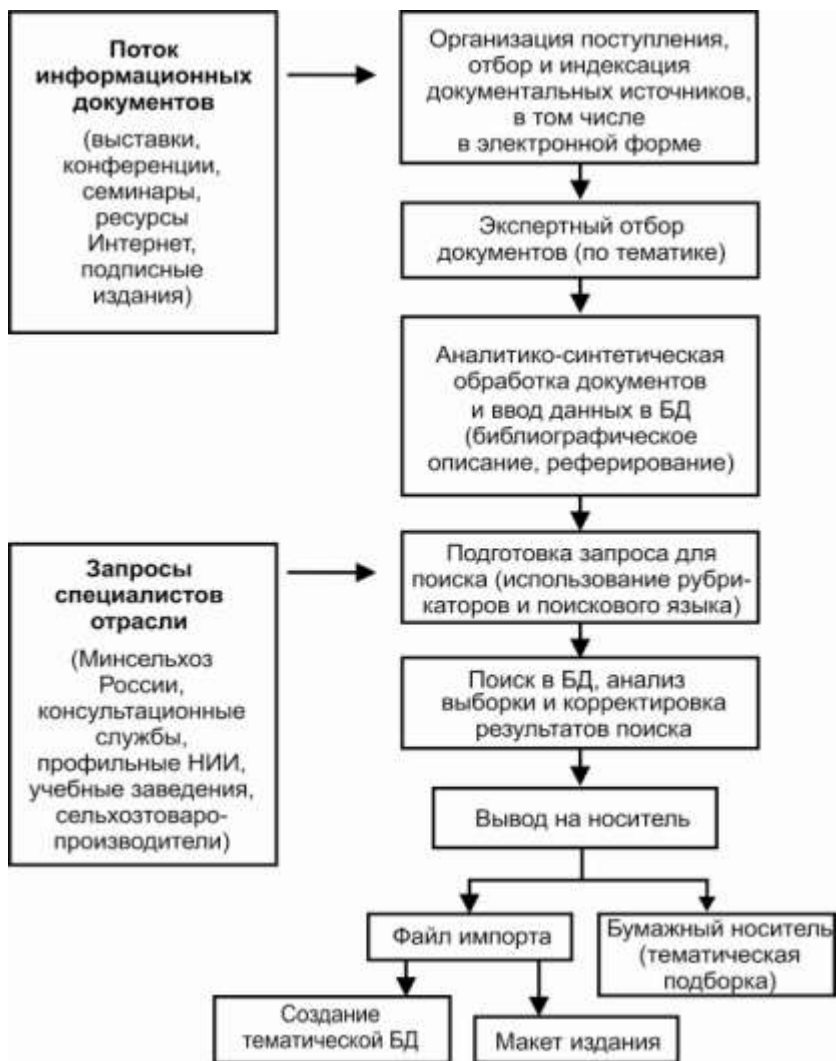 Поток
информационных
документов
(выставки,
конференции,
семинары,
ресурсы
Интернет,
подписные
издания)
Организация поступления,
отбор и индексация
документальных источников,
в том числе
в электронной форме
Экспертный отбор
документов (по тематике)
Аналитико-синтетическая
обработка документов
и ввод данных в БД
(библиографическое
описание, реферирование)
Запросы
специалистов
отрасли
(Минсельхоз
России,
консультационные
службы,
профильные НИИ,
учебные заведения,
сельхозтоваро-
производители)
Подготовка запроса для
поиска (использование рубри-
каторов и поискового языка)
Поиск в БД, анализ
выборки и корректировка
результатов поиска
Вывод на носитель
Файл импорта
Бумажный носитель
(тематическая
подборка)
Создание
тематической БД
Макет издания